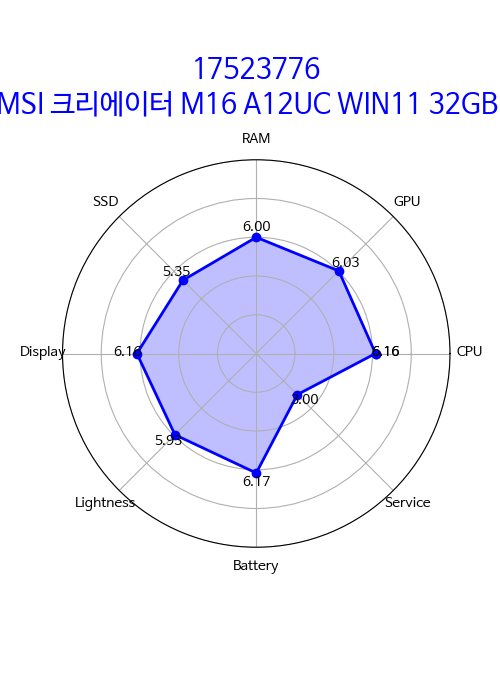 17523776
MSI 크리에이터 M16 A12UC WIN11 32GB
RAM
SSD
GPU
6.00
5.35
6.03
Display
6.16
6.16
CPU
5.93
Lightness
6.17
Service
Battery